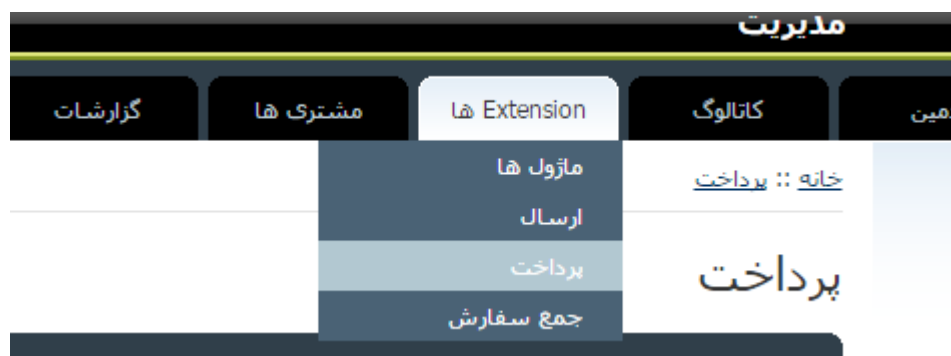 مدیریت
کاتالوگ
Extension ها
مشتری ها
گزارشات
خانه :: پرداخت
پرداخت
ماژول ها
ارسال
پرداخت
جمع سفارش